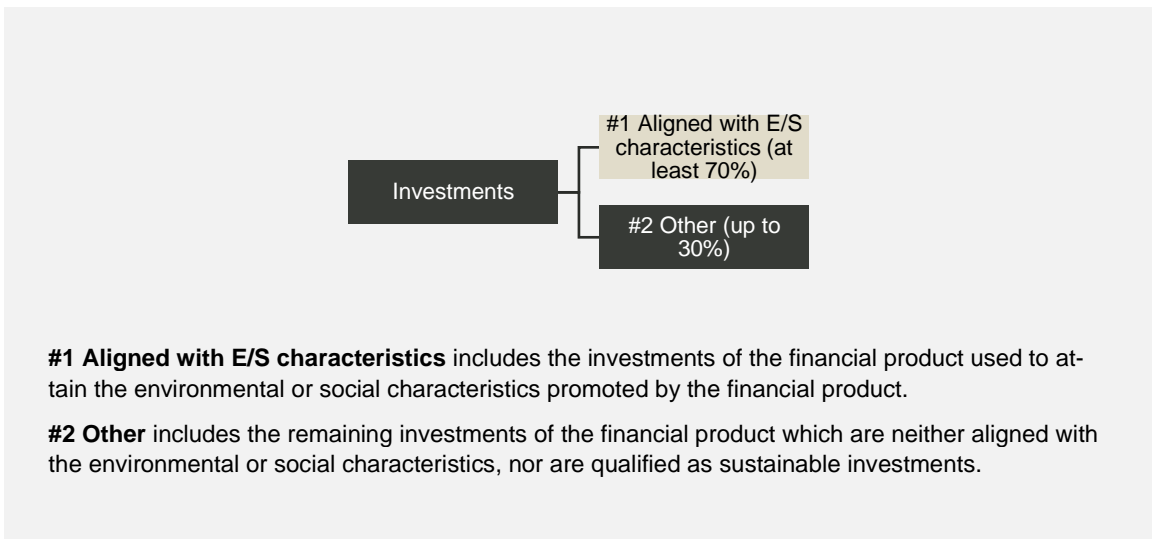 #1 Aligned with E/S
characteristics (at
least 70%)
Investments
#2 Other (up to
30%)
#1 Aligned with E/S characteristics includes the investments of the financial product used to at-
tain the environmental or social characteristics promoted by the financial product.
#2 Other includes the remaining investments of the financial product which are neither aligned with
the environmental or social characteristics, nor are qualified as sustainable investments.